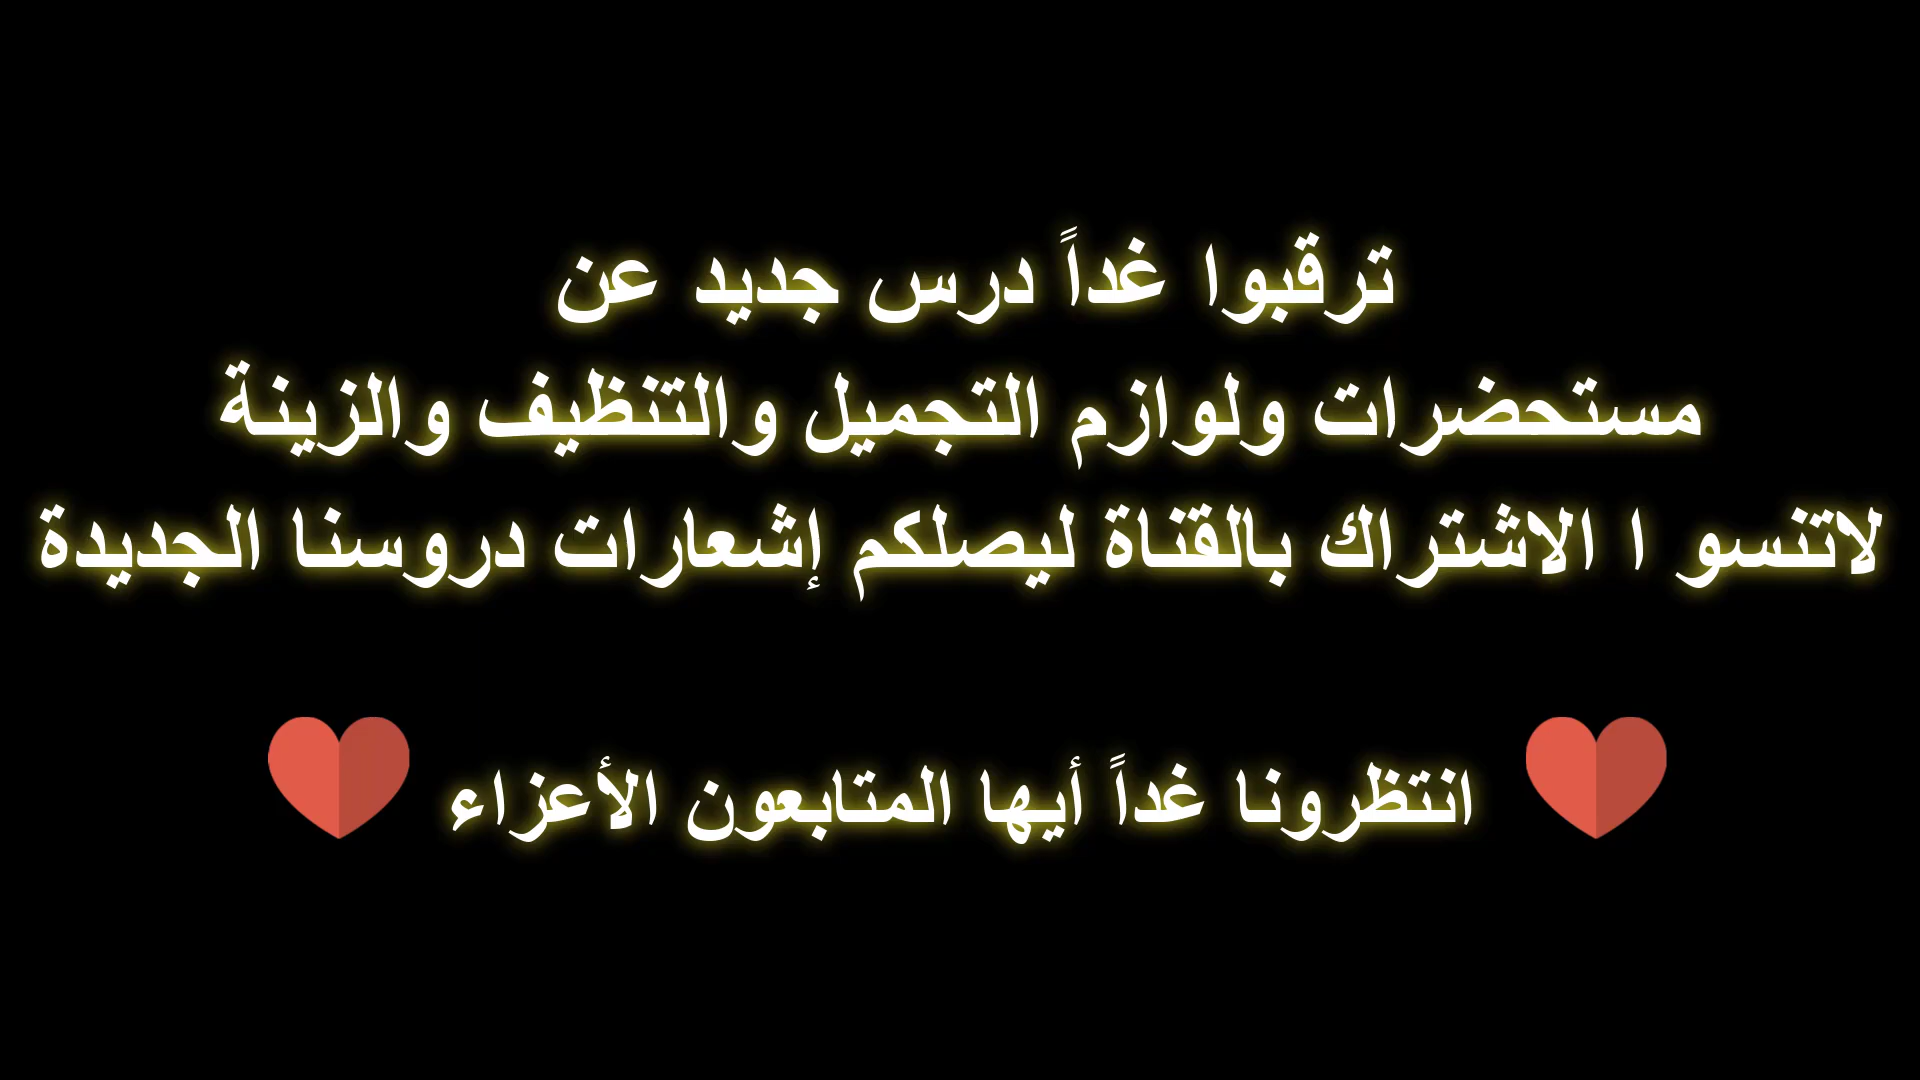 ترقبوا غداً درس جديد عن
مستحضرات ولوازم التجميل والتنظيف والزينة
لاتنسو ا الاشتراك بالقناة ليصلكم إشعارات دروسنا الجديدة
انتظرونا غداً أيها المتابعون الأعزاء